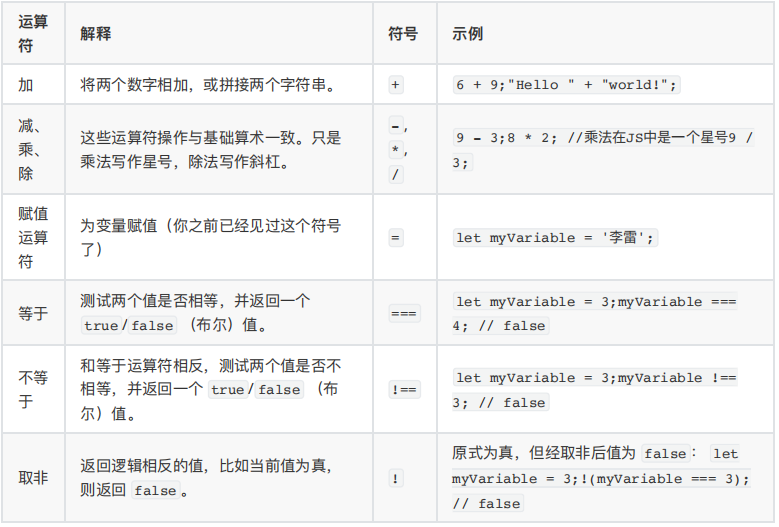 运算符 解释 符号 示例
加 将两个数字相加，或拼接两个字符串。 + 6 + 9;"Hello " + "world!";
减、乘、除 这些运算符操作与基础算术一致。只是
乘法写作星号，除法写作斜杠。 -, *, / 9 - 3;8 * 2; //乘法在JS中是一个星号9 /
3;
赋值运算符 为变量赋值（你之前已经见过这个符号
了） = let myVariable = '李雷';
等于 测试两个值是否相等，并返回一个
true/false （布尔）值。 === let myVariable = 3;myVariable ===
4; // false
不等于 和等于运算符相反，测试两个值是否不
相等，并返回一个 true/false （布
尔）值。 !== let myVariable = 3;myVariable !==
3; // false
取非 返回逻辑相反的值，比如当前值为真，
则返回 false。 ! 原式为真，但经取非后值为 false： let
myVariable = 3;!(myVariable === 3);
// false